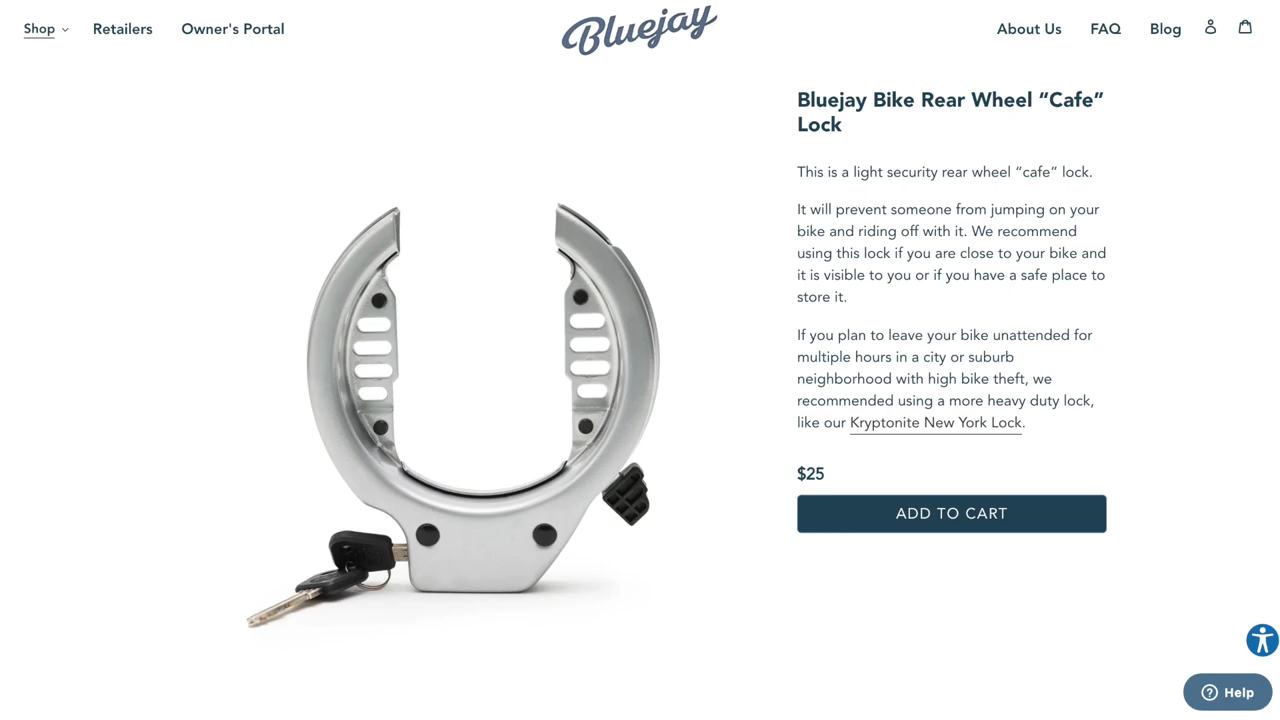 Shop
Retailers
Owner's Portal
Bluejay
About Us
FAQ
Blog
Bluejay Bike Rear Wheel “Cafe”
Lock
This is a light security rear wheel “cafe” lock.
It will prevent someone from jumping on your
bike and riding off with it. We recommend
using this lock if you are close to your bike and
it is visible to you or if you have a safe place to
store it.
If you plan to leave your bike unattended for
multiple hours in a city or suburb
neighborhood with high bike theft, we
recommended using a more heavy duty lock,
like our Kryptonite New York Lock.
$25
ADD TO CART
Help